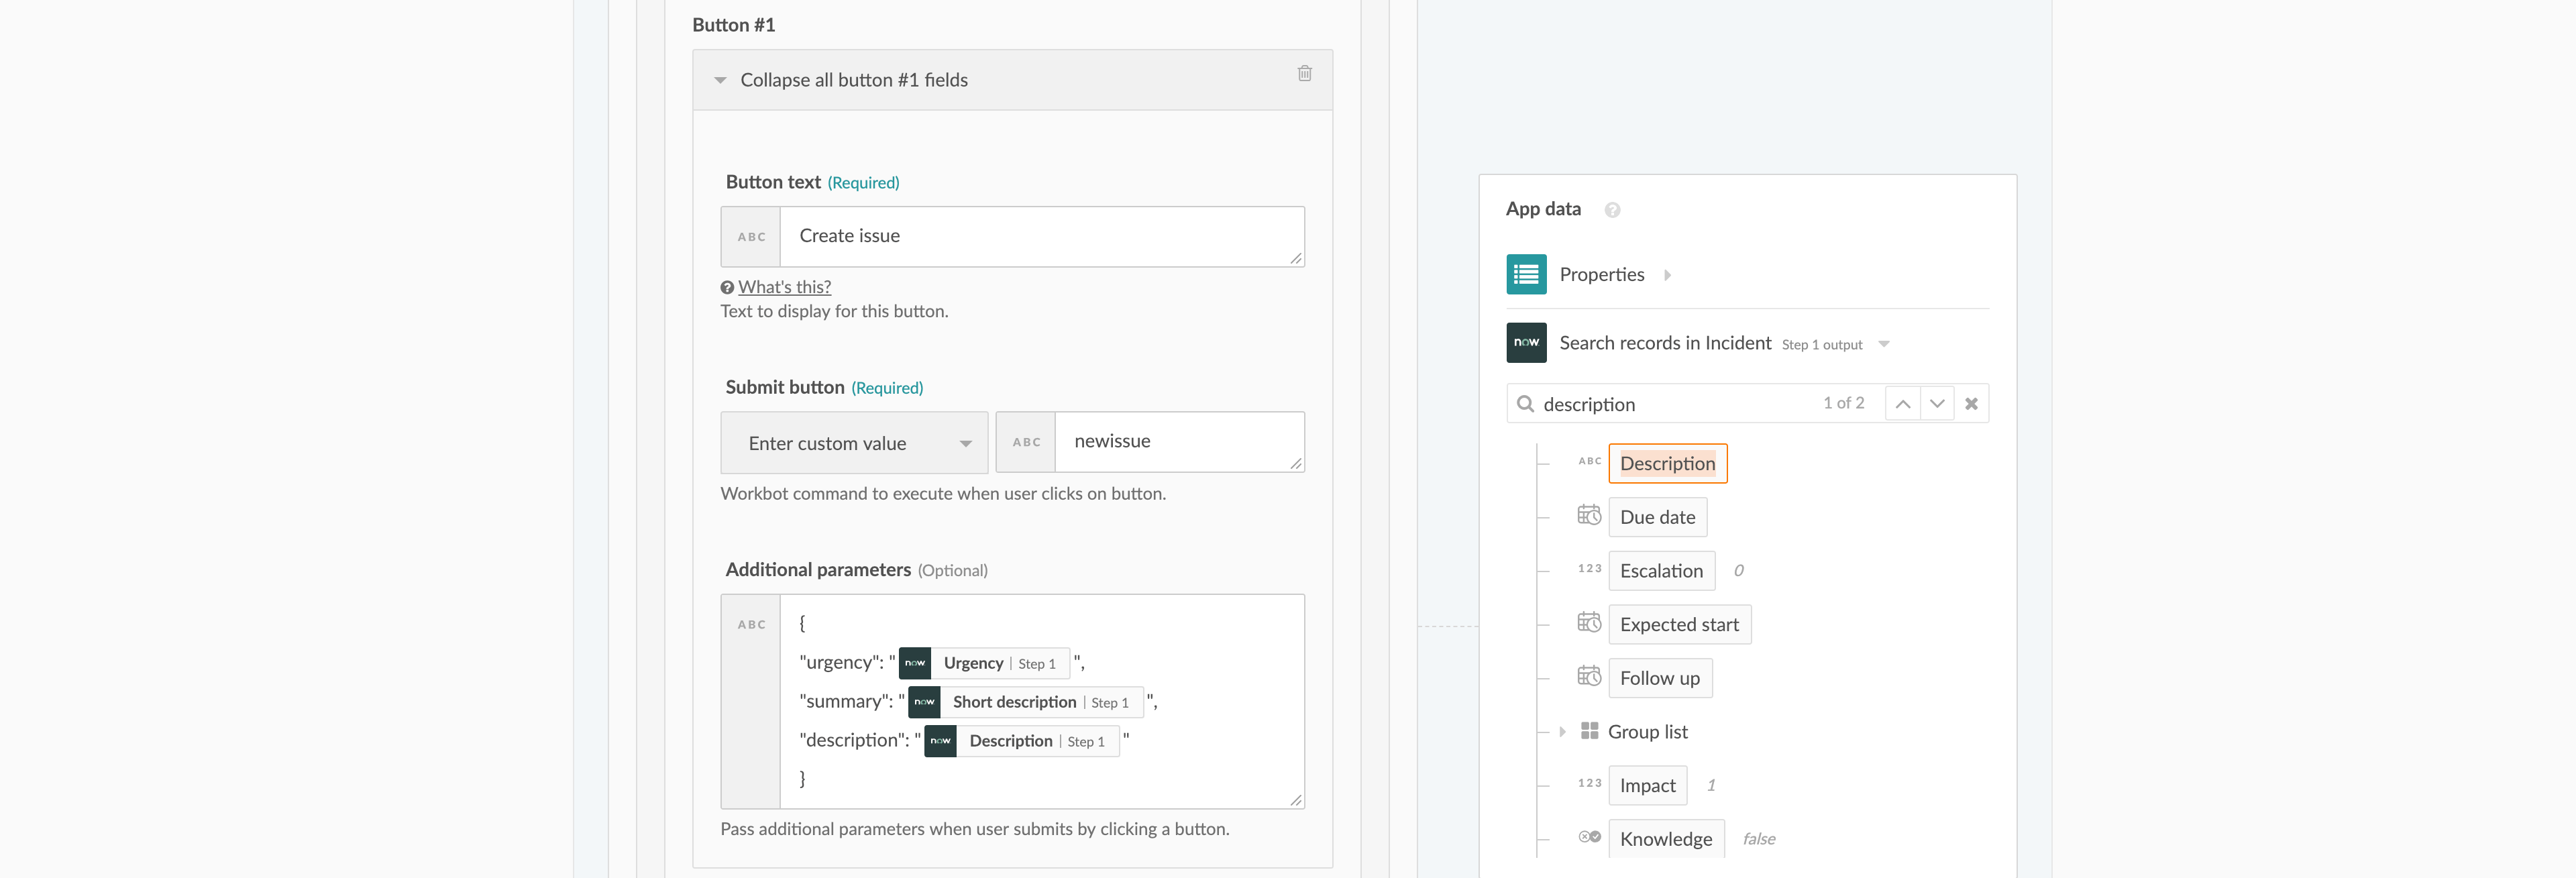 Button #1
Collapse all button #1 fields
Button text (Required)
ABC Create issue
What's this?
Text to display for this button.
Submit button (Required)
Enter custom value ABC newissue
Workbot command to execute when user clicks on button.
Additional parameters (Optional)
ABC {
"urgency": " now Urgency | Step 1 ",
"summary": " now Short description | Step 1 ",
"description": " now Description | Step 1 "
}
Pass additional parameters when user submits by clicking a button.
App data ?
Properties
now Search records in Incident Step 1 output
description 1 of 2
ABC Description
Due date
123 Escalation 0
Expected start
Follow up
Group list
123 Impact 1
Knowledge false